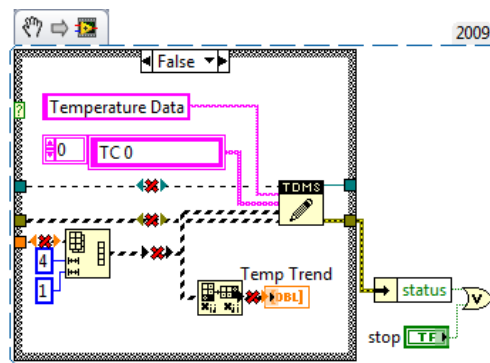 2009
False
?
Temperature Data
0
TC 0
TDMS
4
1
Temp Trend
DBL]
status
V
stop
TF